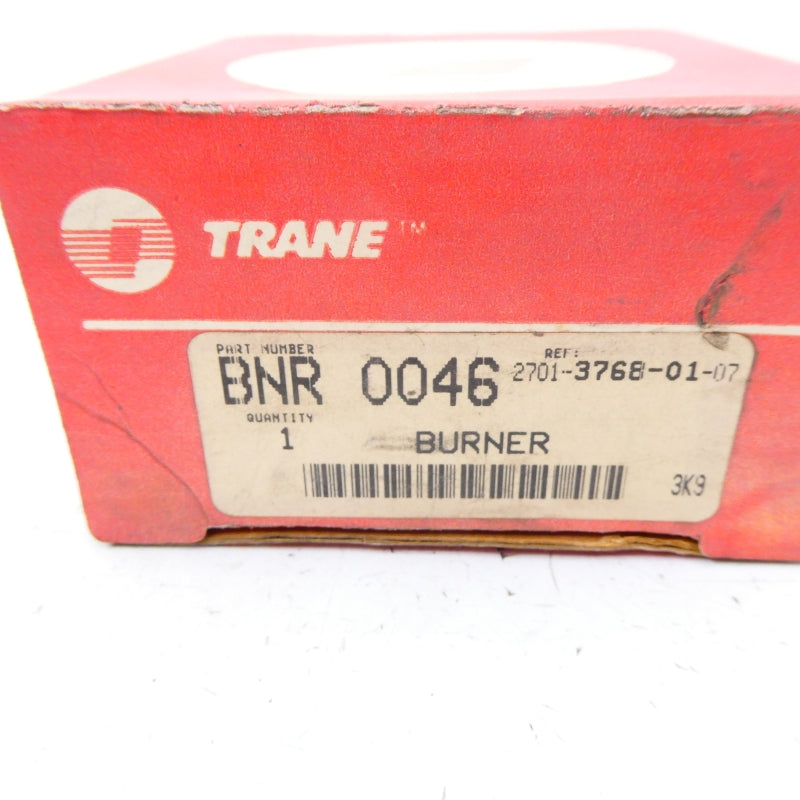 TRANE™
PART NUMBER REF:
BNR 0046 2701-3768-01-07
QUANTITY
1 BURNER
3K9